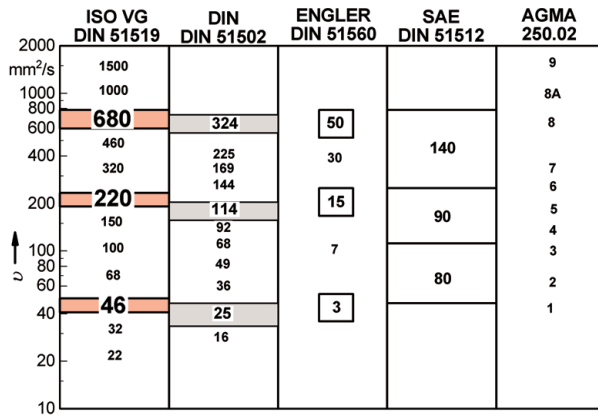 ISO VG DIN ENGLER SAE AGMA
DIN 51519 DIN 51502 DIN 51560 DIN 51512 250.02
2000
mm²/s
1500 9
1000 1000 8A
800
680 324 50 8
600
460 140
400 225 30
320 169 7
144 6
220 15
200 114 5
150 92 90 4
100 100 68 7 3
80 49
68 80 2
60 36
46 3 1
40 25
32 16
22
20
10
υ